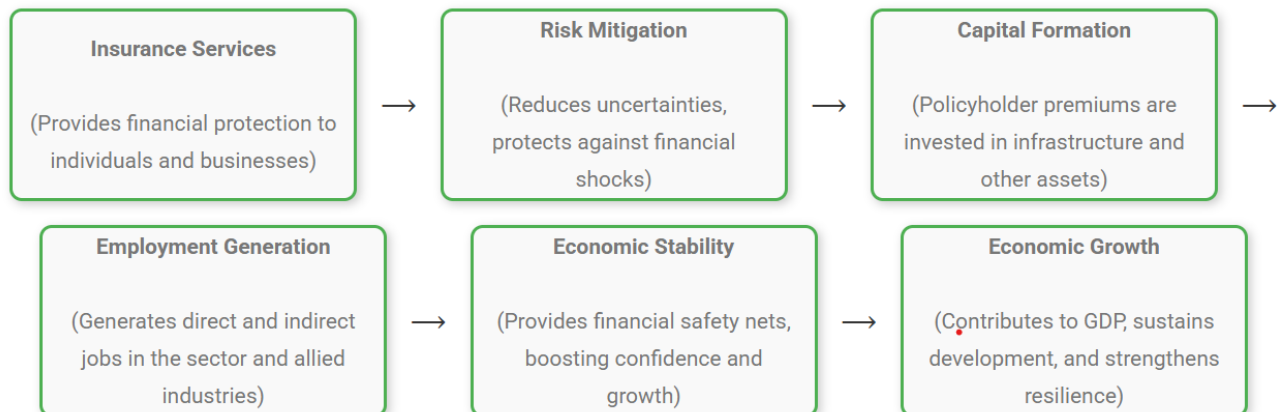 Insurance Services
(Provides financial protection to
individuals and businesses)
Risk Mitigation
(Reduces uncertainties,
protects against financial
shocks)
Capital Formation
(Policyholder premiums are
invested in infrastructure and
other assets)
Employment Generation
(Generates direct and indirect
jobs in the sector and allied
industries)
Economic Stability
(Provides financial safety nets,
boosting confidence and
growth)
Economic Growth
(Contributes to GDP, sustains
development, and strengthens
resilience)